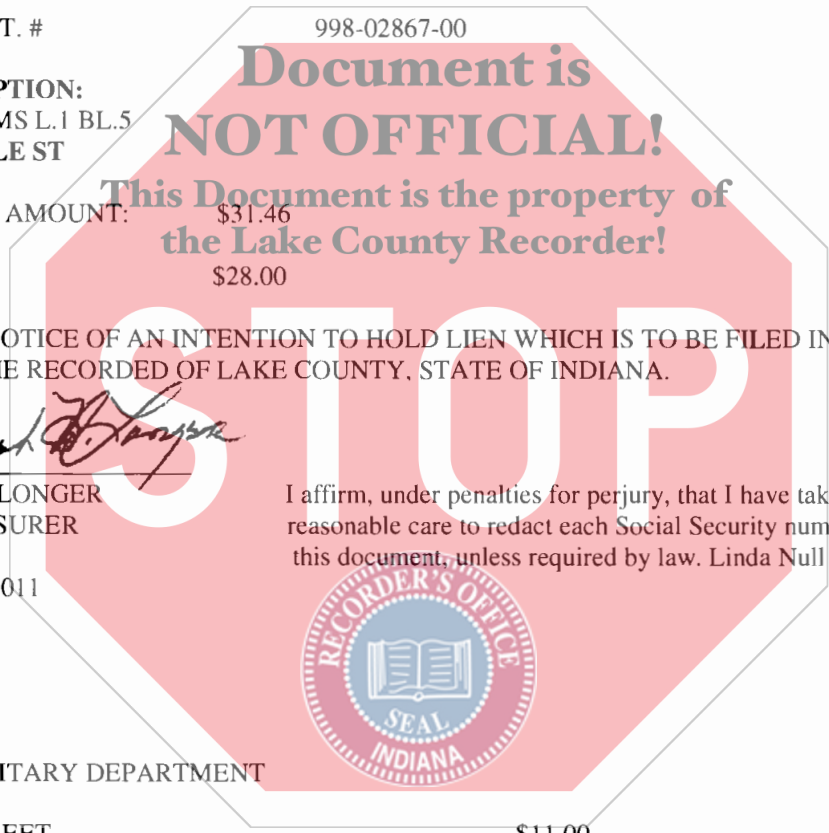 T. # 998-02867-00
Document is
PTION:
MS L.1 BL.5
NOT OFFICIAL!
LE ST
This Document is the property of
AMOUNT: $31.46
the Lake County Recorder!
$28.00
OTICE OF AN INTENTION TO HOLD LIEN WHICH IS TO BE FILED IN
E RECORDED OF LAKE COUNTY, STATE OF INDIANA.
STOP
LONGER I affirm, under penalties for perjury, that I have tak
SURER reasonable care to redact each Social Security num
this document, unless required by law. Linda Null
011
RECORDER'S OFFICE
SEAL
INDIANA
ITARY DEPARTMENT
EET $11.00